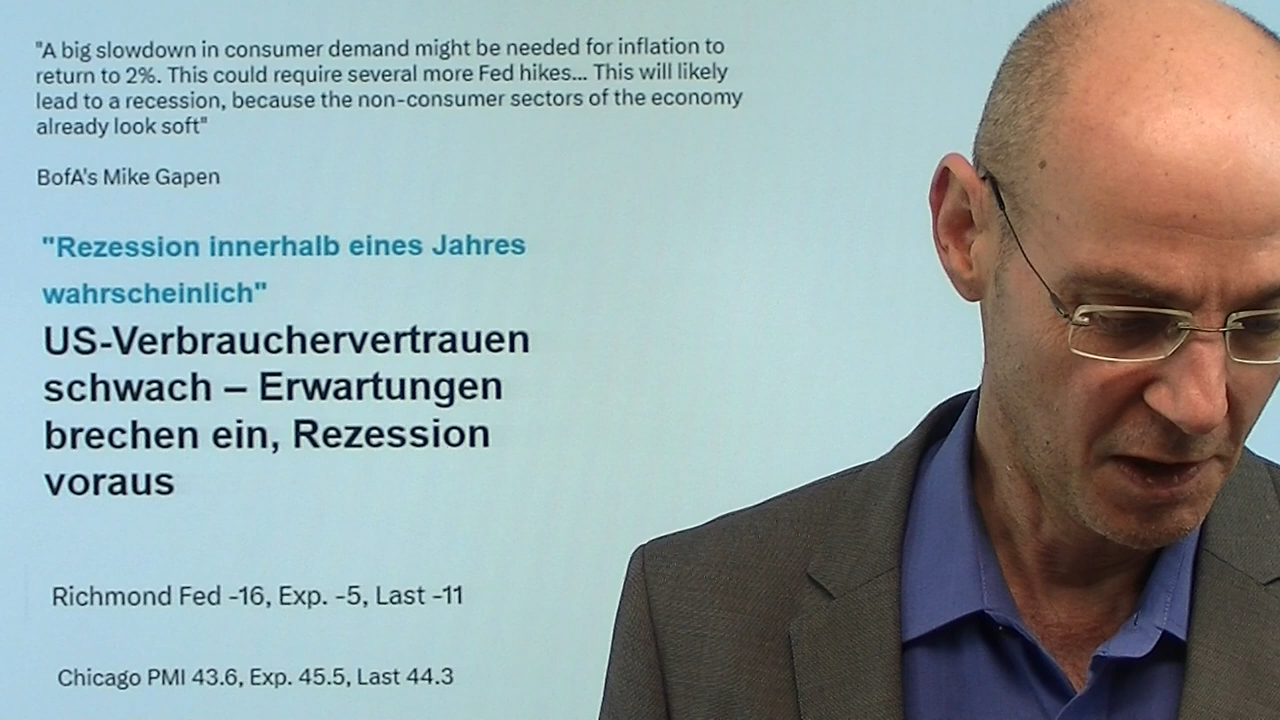 "A big slowdown in consumer demand might be needed for inflation to
return to 2%. This could require several more Fed hikes... This will likely
lead to a recession, because the non-consumer sectors of the economy
already look soft"
BofA's Mike Gapen
"Rezession innerhalb eines Jahres
wahrscheinlich"
US-Verbrauchervertrauen
schwach – Erwartungen
brechen ein, Rezession
voraus
Richmond Fed -16, Exp. -5, Last -11
Chicago PMI 43.6, Exp. 45.5, Last 44.3